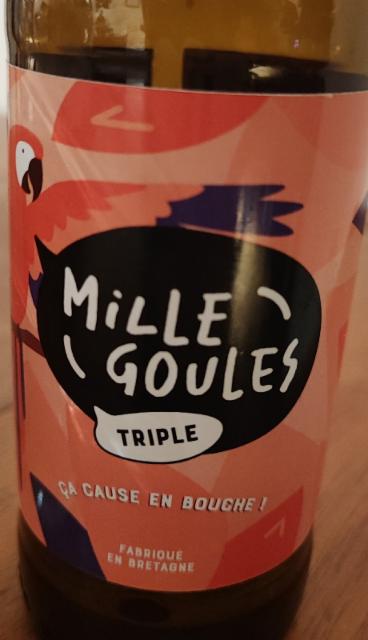 MiLLE
GOULES
TRIPLE
ÇA CAUSE EN BOUCHE !
FABRIQUÉ
EN BRETAGNE